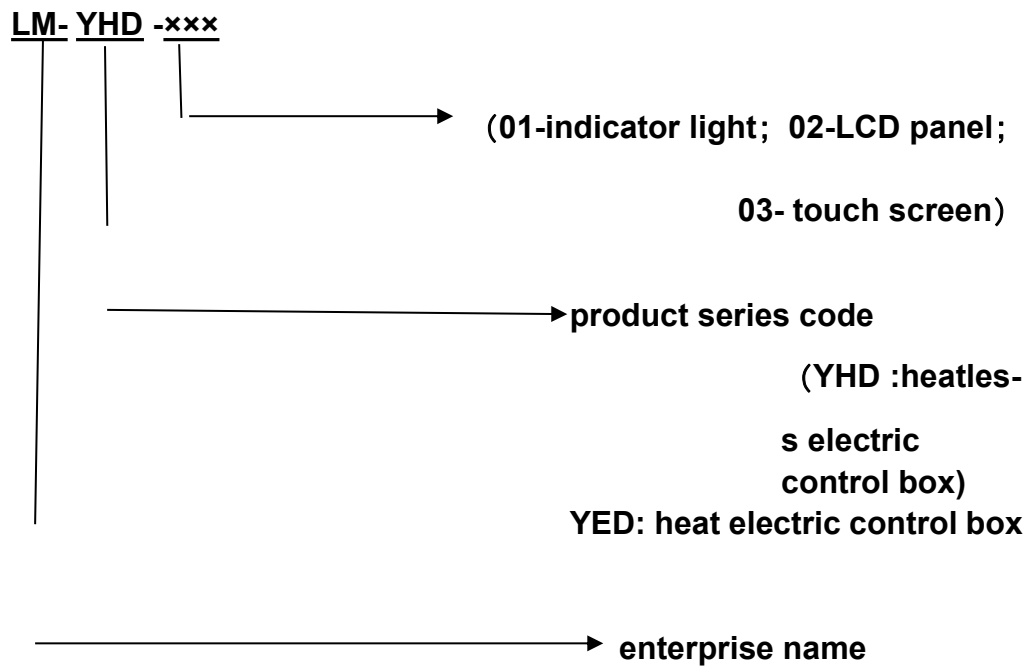 LM- YHD -×××
（01-indicator light；02-LCD panel；
03- touch screen）
product series code
（YHD :heatles-
s electric
control box)
YED: heat electric control box
enterprise name